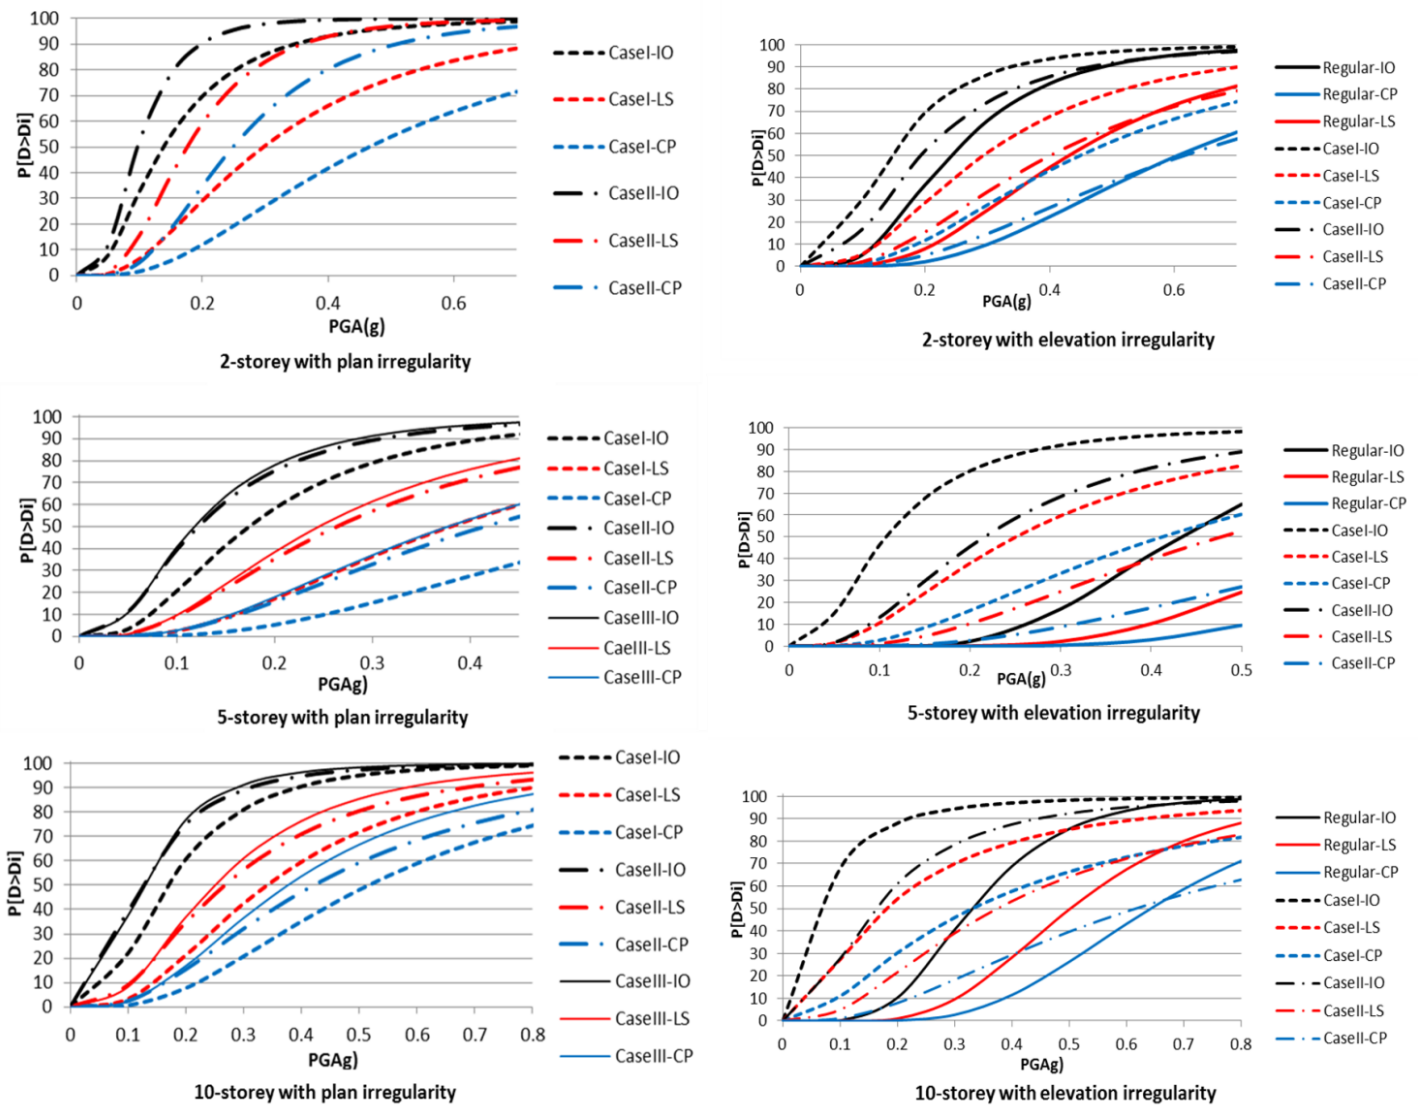 P[D>Di]
100
90
80
70
60
50
40
30
20
10
0
0 0.2 0.4 0.6
PGA(g)
CaseI-IO
CaseI-LS
CaseI-CP
CaseII-IO
CaseII-LS
CaseII-CP
2-storey with plan irregularity
P[D>Di]
100
90
80
70
60
50
40
30
20
10
0
0 0.2 0.4 0.6
PGA(g)
Regular-IO
Regular-CP
Regular-LS
CaseI-IO
CaseI-LS
CaseI-CP
CaseII-IO
CaseII-LS
CaseII-CP
2-storey with elevation irregularity
P[D>Di]
100
90
80
70
60
50
40
30
20
10
0
0 0.1 0.2 0.3 0.4
PGAg)
CaseI-IO
CaseI-LS
CaseI-CP
CaseII-IO
CaseII-LS
CaseII-CP
CaseIII-IO
CaeIII-LS
CaseIII-CP
5-storey with plan irregularity
P[D>Di]
100
90
80
70
60
50
40
30
20
10
0
0 0.1 0.2 0.3 0.4 0.5
PGA(g)
Regular-IO
Regular-LS
Regular-CP
CaseI-IO
CaseI-LS
CaseI-CP
CaseII-IO
CaseII-LS
CaseII-CP
5-storey with elevation irregularity
P[D>Di]
100
90
80
70
60
50
40
30
20
10
0
0 0.1 0.2 0.3 0.4 0.5 0.6 0.7 0.8
PGAg)
CaseI-IO
CaseI-LS
CaseI-CP
CaseII-IO
CaseII-LS
CaseII-CP
CaseIII-IO
CaseIII-LS
CaseIII-CP
10-storey with plan irregularity
P[D>Di]
100
90
80
70
60
50
40
30
20
10
0
0 0.1 0.2 0.3 0.4 0.5 0.6 0.7 0.8
PGAg)
Regular-IO
Regular-LS
Regular-CP
CaseI-IO
CaseI-LS
CaseI-CP
CaseII-IO
CaseII-LS
CaseII-CP
10-storey with elevation irregularity